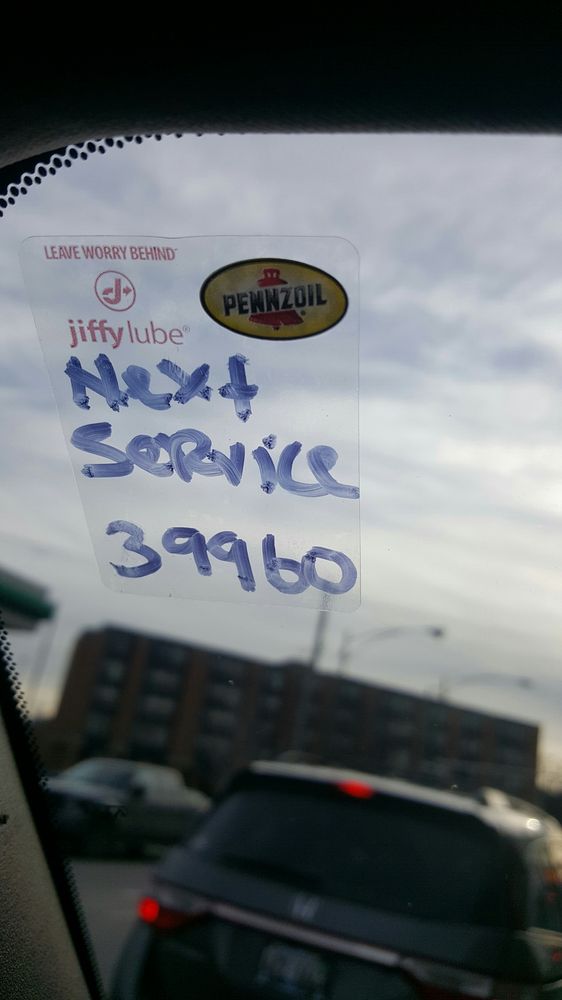 LEAVE WORRY BEHIND
jiffy lube®
PENNZOIL
Next
Service
39960